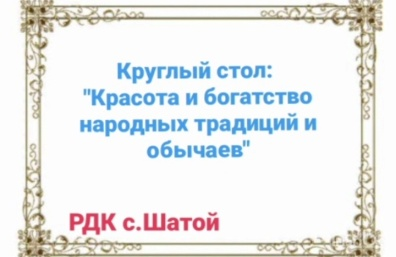 Круглый стол:
"Красота и богатство
народных традиций и
обычаев"
РДК с.Шатой